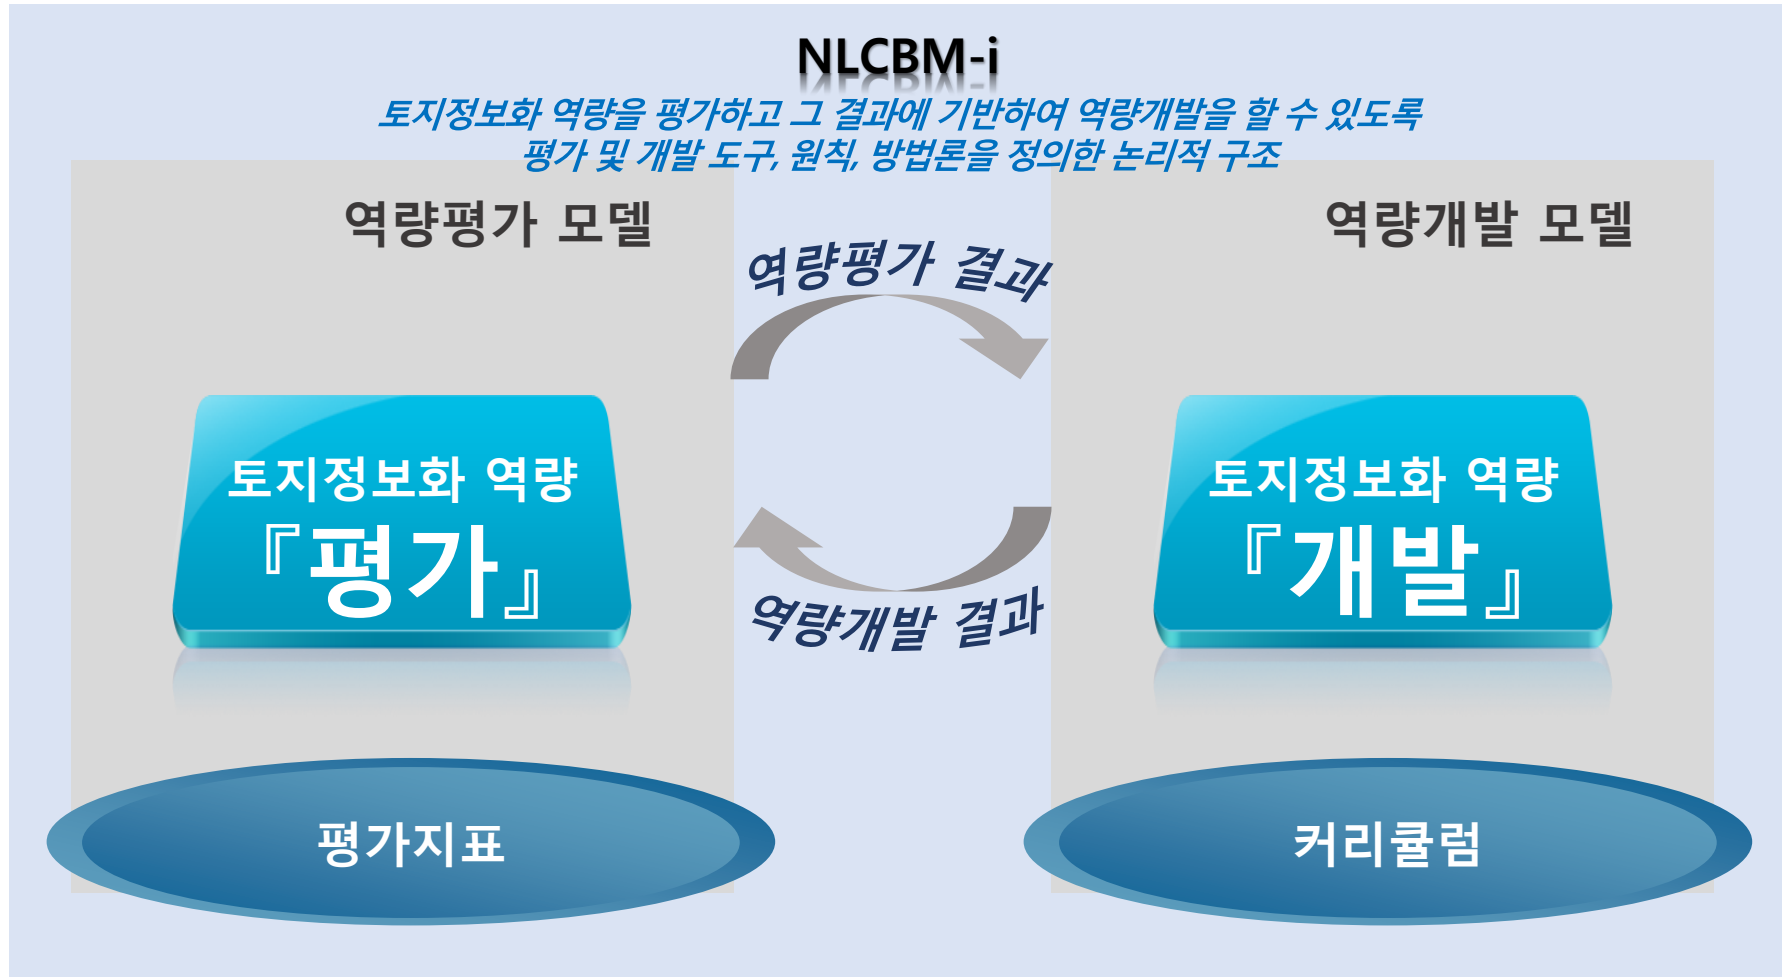 NLCBM-i
토지정보화 역량을 평가하고 그 결과에 기반하여 역량개발을 할 수 있도록
평가 및 개발 도구, 원칙, 방법론을 정의한 논리적 구조
역량평가 모델
역량평가 결과
역량개발 모델
토지정보화 역량
『평가』
토지정보화 역량
『개발』
역량개발 결과
평가지표
커리큘럼